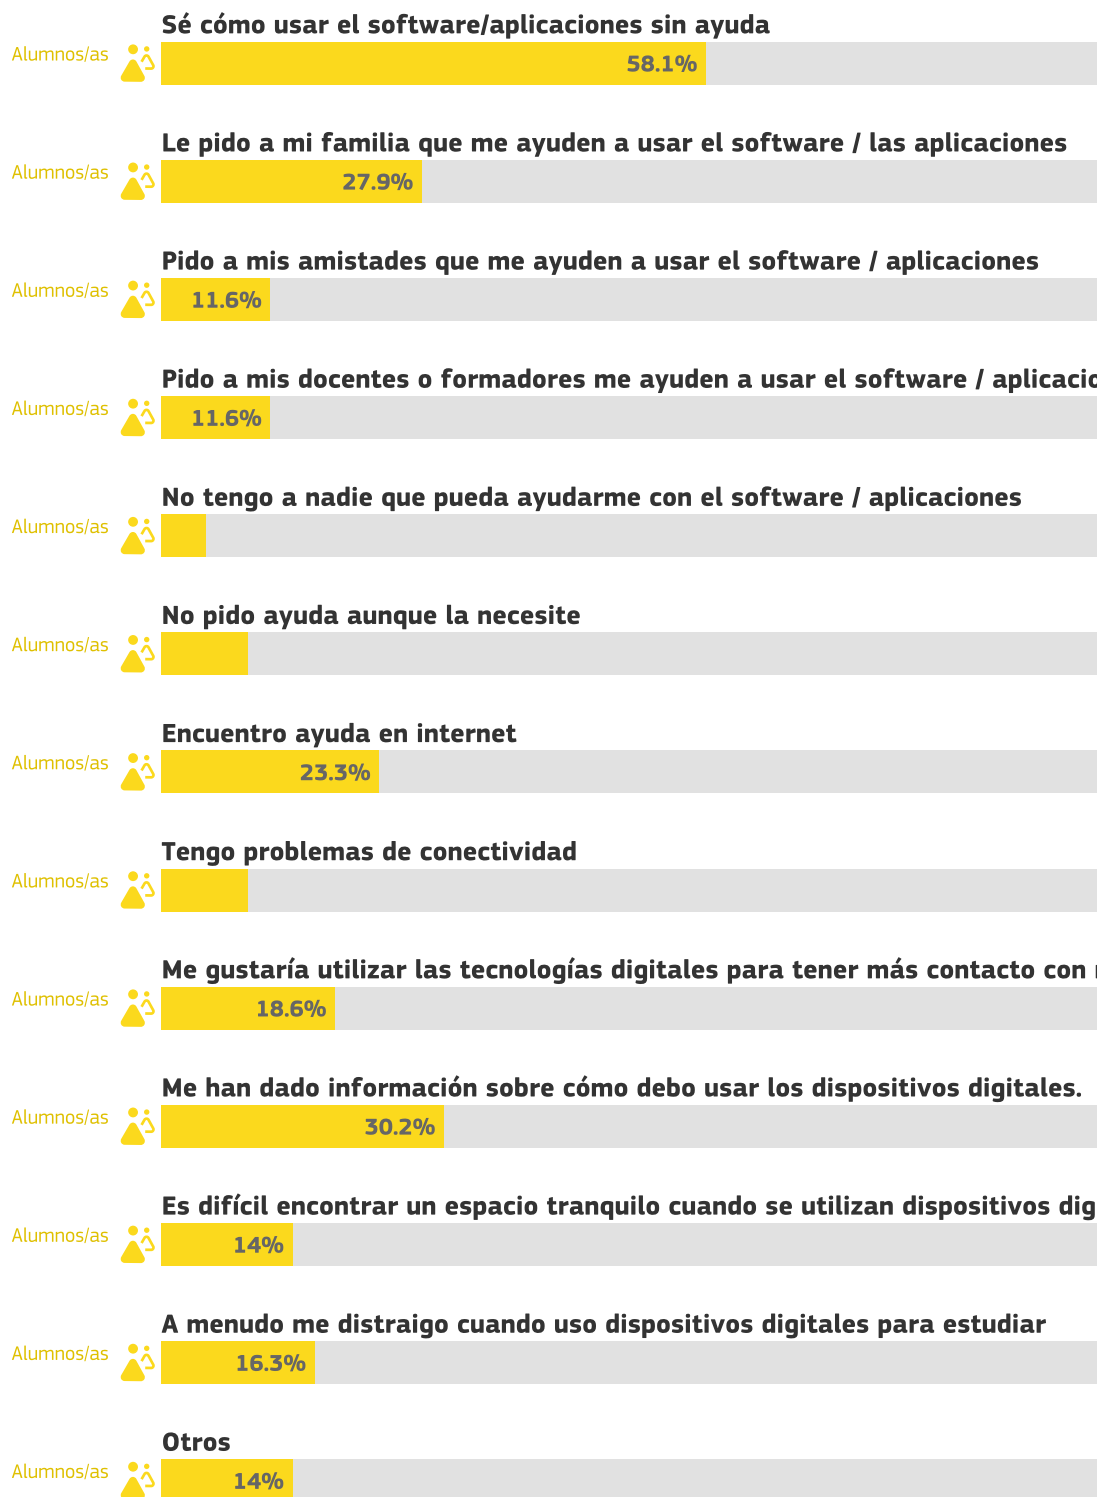 Sé cómo usar el software/aplicaciones sin ayuda
Alumnos/as
58.1%
Le pido a mi familia que me ayuden a usar el software / las aplicaciones
Alumnos/as
27.9%
Pido a mis amistades que me ayuden a usar el software / aplicaciones
Alumnos/as
11.6%
Pido a mis docentes o formadores me ayuden a usar el software /
Alumnos/as
11.6%
No tengo a nadie que pueda ayudarme con el software / aplicaciones
Alumnos/as
No pido ayuda aunque la necesite
Alumnos/as
Encuentro ayuda en internet
Alumnos/as
23.3%
Tengo problemas de conectividad
Alumnos/as
Me gustaría utilizar las tecnologías digitales para tener más contacto con
Alumnos/as
18.6%
Me han dado información sobre cómo debo usar los dispositivos digitales.
Alumnos/as
30.2%
Es difícil encontrar un espacio tranquilo cuando se utilizan dispositivos
Alumnos/as
14%
A menudo me distraigo cuando uso dispositivos digitales para estudiar
Alumnos/as
16.3%
Otros
Alumnos/as
14%